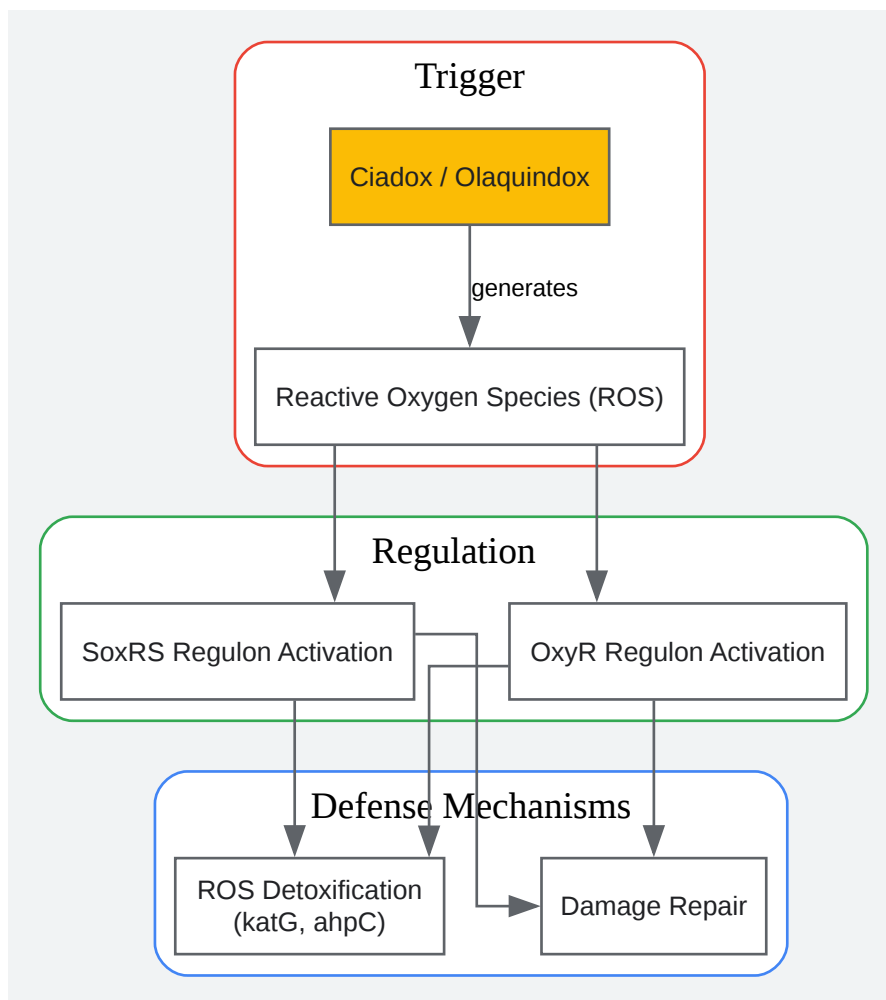 Trigger
Ciadox / Olaquindox
generates
Reactive Oxygen Species (ROS)
Regulation
SoxRS Regulon Activation
OxyR Regulon Activation
Defense Mechanisms
ROS Detoxification
(katG, ahpC)
Damage Repair